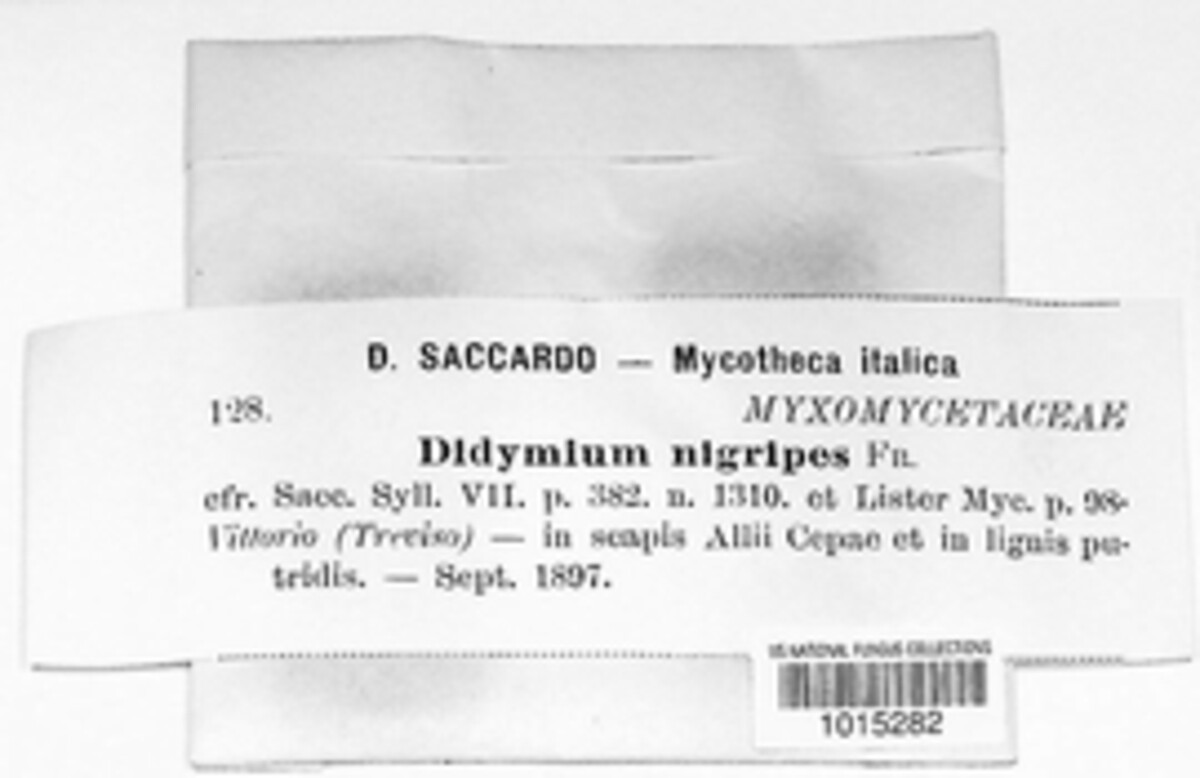 D. SACCARDO — Mycotheca italica
128. MYXOMYCETACEAE
Didymium nigripes FR.
cfr. Sacc. Syll. VII. p. 382. n. 1310. et Lister Myc. p. 98-
Vittorio (Treviso) — in scapis Allii Cepae et in lignis pu-
tridis. — Sept. 1897.
US NATIONAL FUNGUS COLLECTIONS
1015282